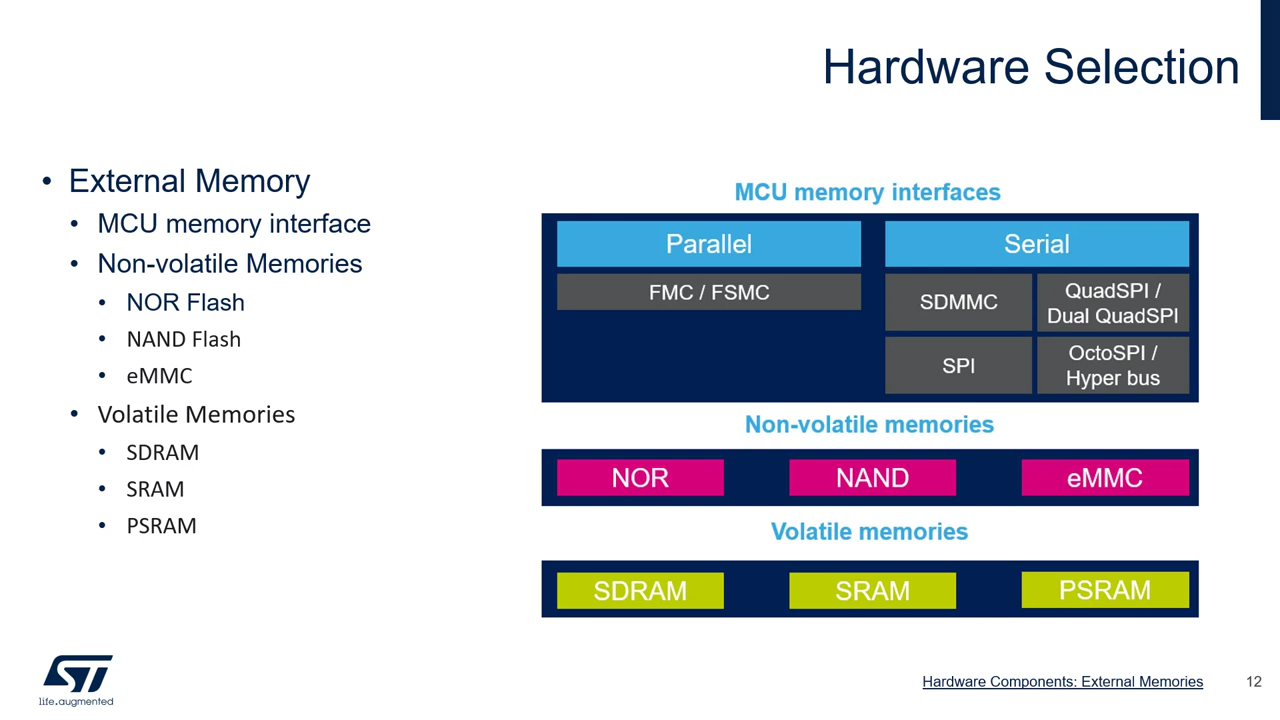 Hardware Selection
• External Memory
• MCU memory interface
• Non-volatile Memories
• NOR Flash
• NAND Flash
• eMMC
• Volatile Memories
• SDRAM
• SRAM
• PSRAM
MCU memory interfaces
Parallel
FMC / FSMC
Serial
SDMMC
QuadSPI /
Dual QuadSPI
SPI
OctoSPI /
Hyper bus
Non-volatile memories
NOR
NAND
eMMC
Volatile memories
SDRAM
SRAM
PSRAM
ST
life.augmented
Hardware Components: External Memories
12